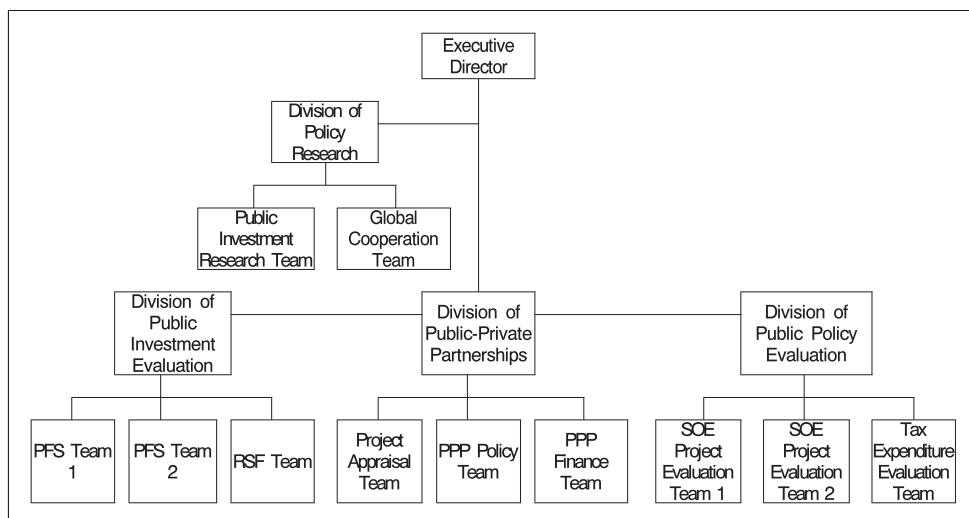 Executive
Director
Division of
Policy
Research
Public
Investment
Research Team
Global
Cooperation
Team
Division of
Public
Investment
Evaluation
Division of
Public-Private
Partnerships
Division of
Public Policy
Evaluation
PFS Team
1
PFS Team
2
RSF Team
Project
Appraisal
Team
PPP Policy
Team
PPP
Finance
Team
SOE
Project
Evaluation
Team 1
SOE
Project
Evaluation
Team 2
Tax
Expenditure
Evaluation
Team